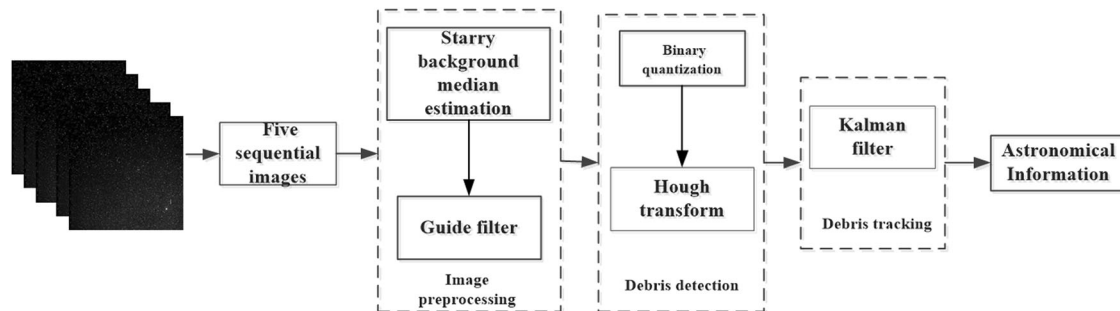 Five
sequential
images
Starry
background
median
estimation
Guide filter
Image
preprocessing
Binary
quantization
Hough
transform
Debris detection
Kalman
filter
Debris tracking
Astronomical
Information